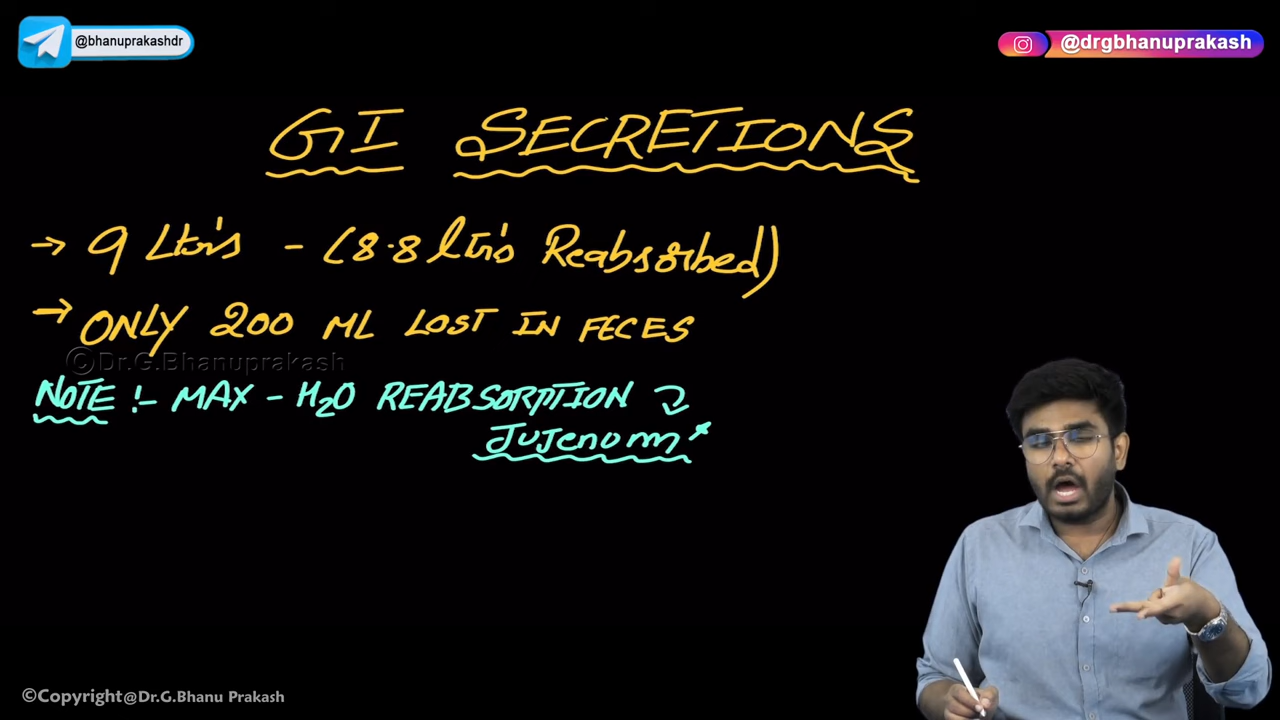 @bhanuprakashdr
@drgbhanuprakash
GI SECRETIONS
→ 9 Ltrs - (8.8 ltrs Reabsorbed)
→ ONLY 200 ML LOST IN FECES
©Dr.G.Bhanuprakash
NOTE :- MAX - H2O REABSORPTION
Jujenomm *
©Copyright@Dr.G.Bhanu Prakash